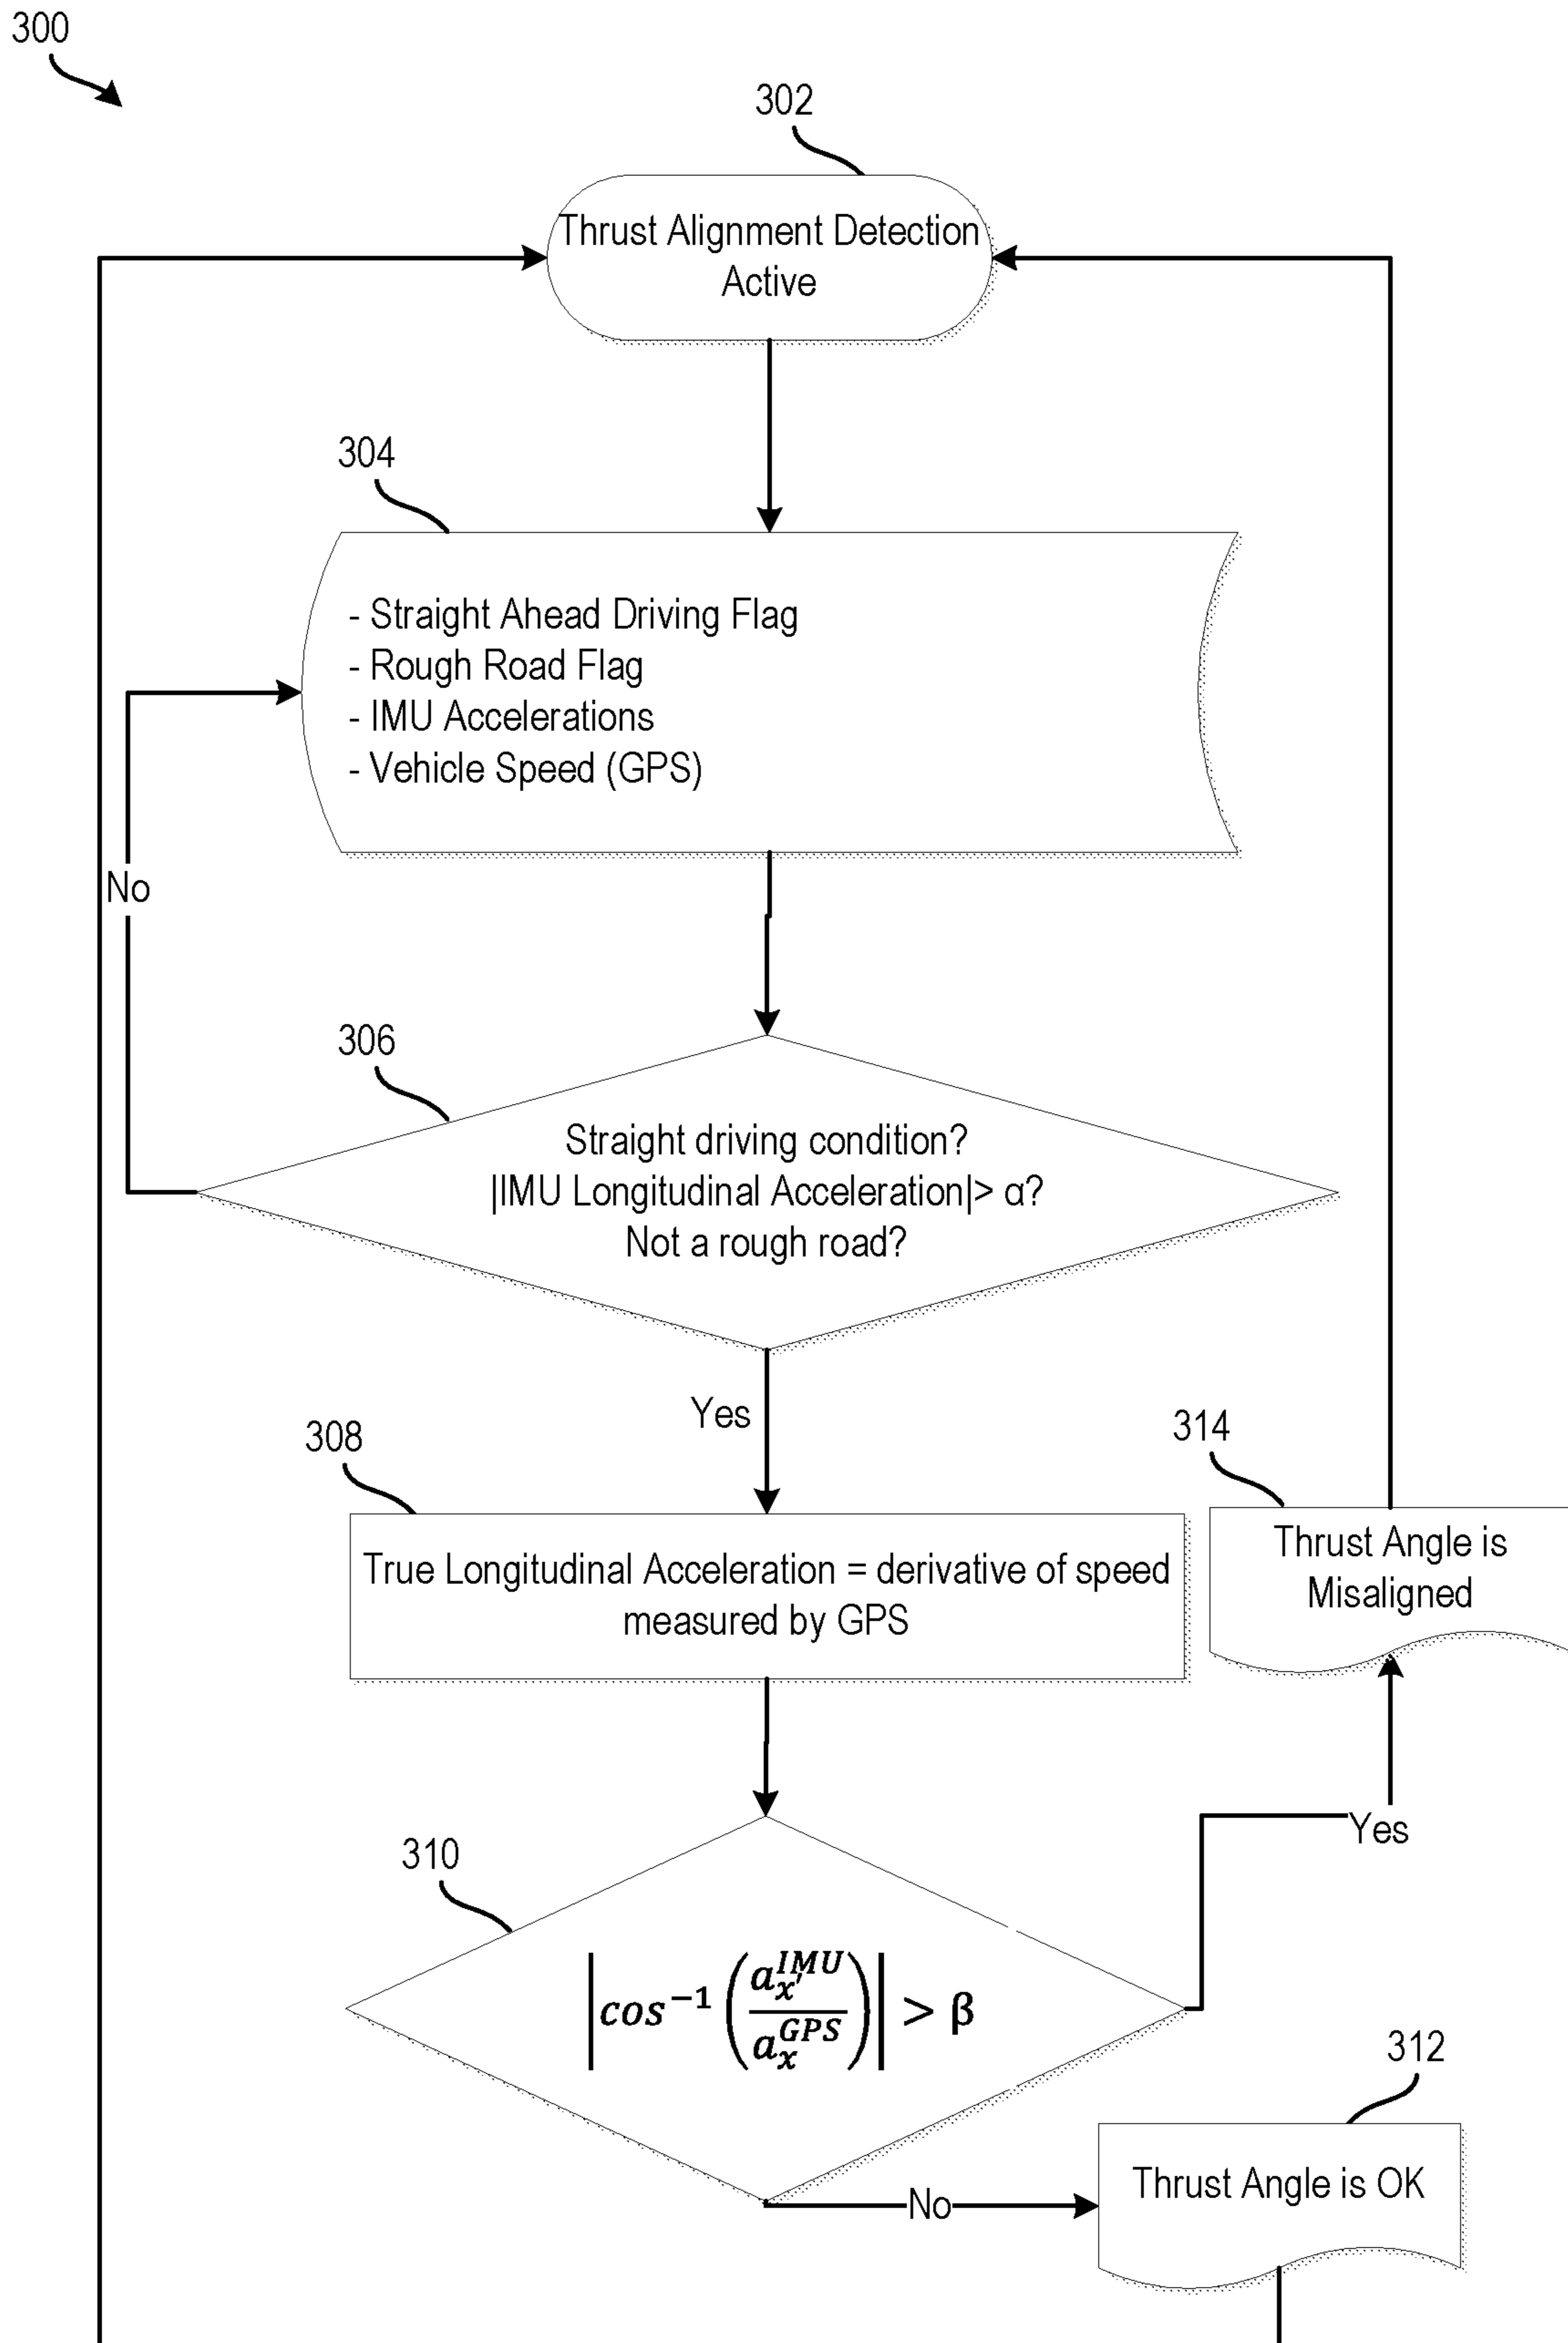 300
302
Thrust Alignment Detection
Active
304
- Straight Ahead Driving Flag
- Rough Road Flag
- IMU Accelerations
- Vehicle Speed (GPS)
No
306
Straight driving condition?
|IMU Longitudinal Acceleration|> α?
Not a rough road?
Yes
308
True Longitudinal Acceleration = derivative of speed
measured by GPS
314
Thrust Angle is
Misaligned
Yes
310
|cos⁻¹(a_x'^IMU / a_x^GPS)| > β
312
Thrust Angle is OK
No